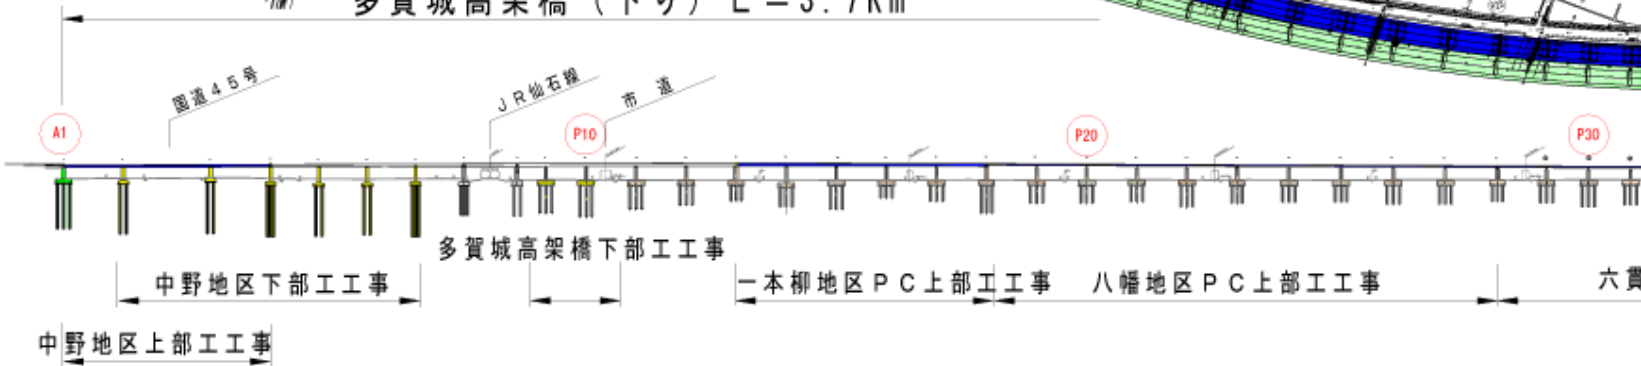 多賀城高架橋(下り) L=3.7Km
国道45号
JR仙石線
市道
A1
P10
P20
P30
多賀城高架橋下部工工事
中野地区下部工工事
一本柳地区PC上部工工事
八幡地区PC上部工工事
六貫
中野地区上部工工事